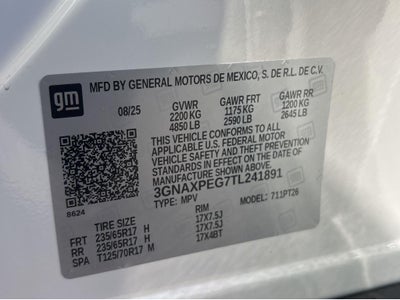 gm
MFD BY GENERAL MOTORS DE MEXICO, S. DE R.L. DE C.V.
08/25 GVWR GAWR FRT GAWR RR
2200 KG 1175 KG 1200 KG
4850 LB 2590 LB 2645 LB
THIS VEHICLE CONFORMS TO ALL
APPLICABLE U.S. FEDERAL MOTOR
VEHICLE SAFETY, BUMPER, AND
THEFT PREVENTION STANDARDS IN
EFFECT ON THE DATE OF
MANUFACTURE SHOWN ABOVE.
3GNAXPEG7TL241891
8624 TYPE: MPV MODEL: 711PT26
TIRE SIZE RIM
FRT 235/65R17 H 17X7.5J
RR 235/65R17 H 17X7.5J
SPA T125/70R17 M 17X4BT